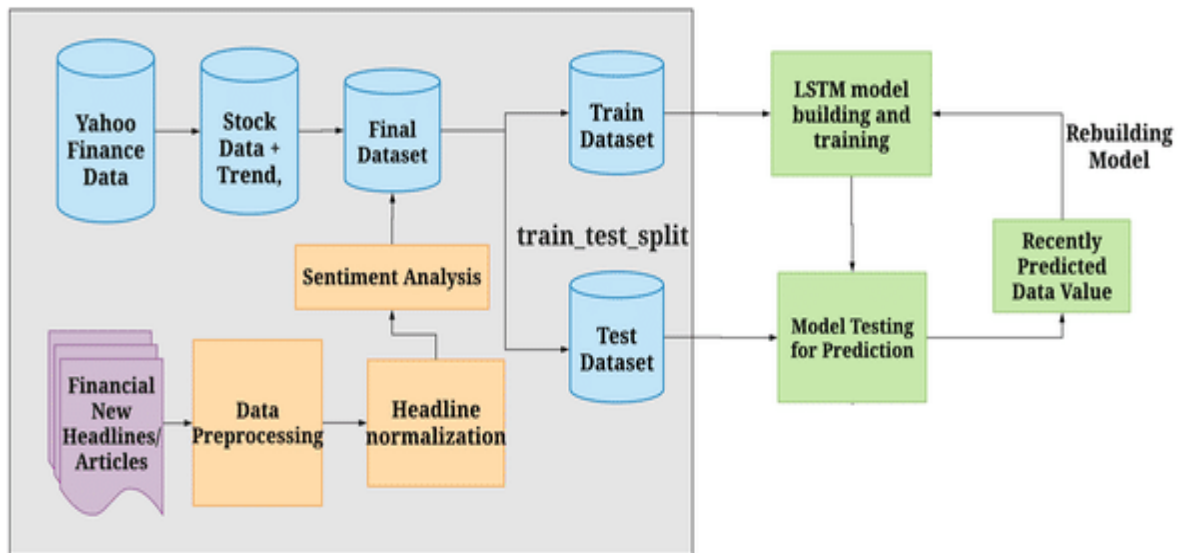 Yahoo
Finance
Data
Stock
Data +
Trend,
Final
Dataset
Train
Dataset
LSTM model
building and
training
Rebuilding
Model
train_test_split
Sentiment Analysis
Recently
Predicted
Data Value
Test
Dataset
Model Testing
for Prediction
Financial
New
Headlines/
Articles
Data
Preprocessing
Headline
normalization